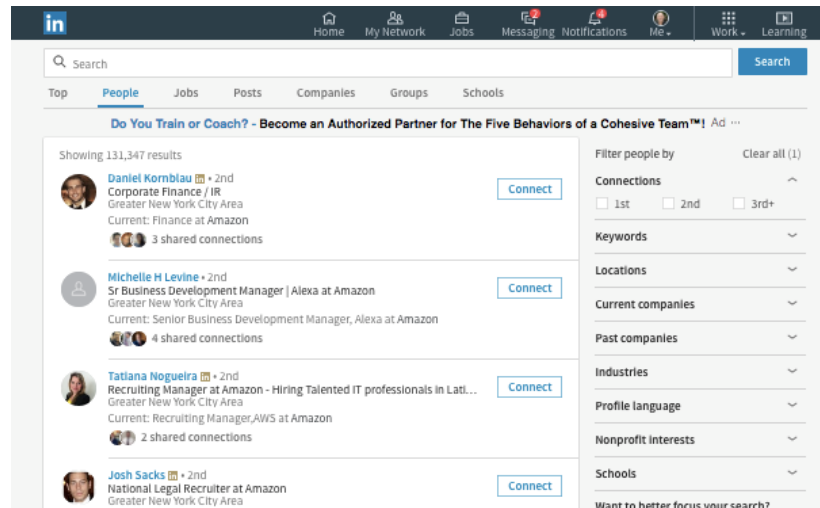 in
Home
My Network
Jobs
2
Messaging
4
Notifications
Me
Work
Learning
Search
Search
Top
People
Jobs
Posts
Companies
Groups
Schools
Do You Train or Coach? - Become an Authorized Partner for The Five Behaviors of a Cohesive Team™! Ad ···
Showing 131,347 results
Daniel Kornblau in • 2nd
Corporate Finance / IR
Greater New York City Area
Current: Finance at Amazon
3 shared connections
Connect
Michelle H Levine • 2nd
Sr Business Development Manager | Alexa at Amazon
Greater New York City Area
Current: Senior Business Development Manager, Alexa at Amazon
4 shared connections
Connect
Tatiana Nogueira in • 2nd
Recruiting Manager at Amazon - Hiring Talented IT professionals in Lati...
Greater New York City Area
Current: Recruiting Manager,AWS at Amazon
2 shared connections
Connect
Josh Sacks in • 2nd
National Legal Recruiter at Amazon
Greater New York City Area
Connect
Filter people by
Clear all (1)
Connections
1st
2nd
3rd+
Keywords
Locations
Current companies
Past companies
Industries
Profile language
Nonprofit interests
Schools
Want to better focus your search?